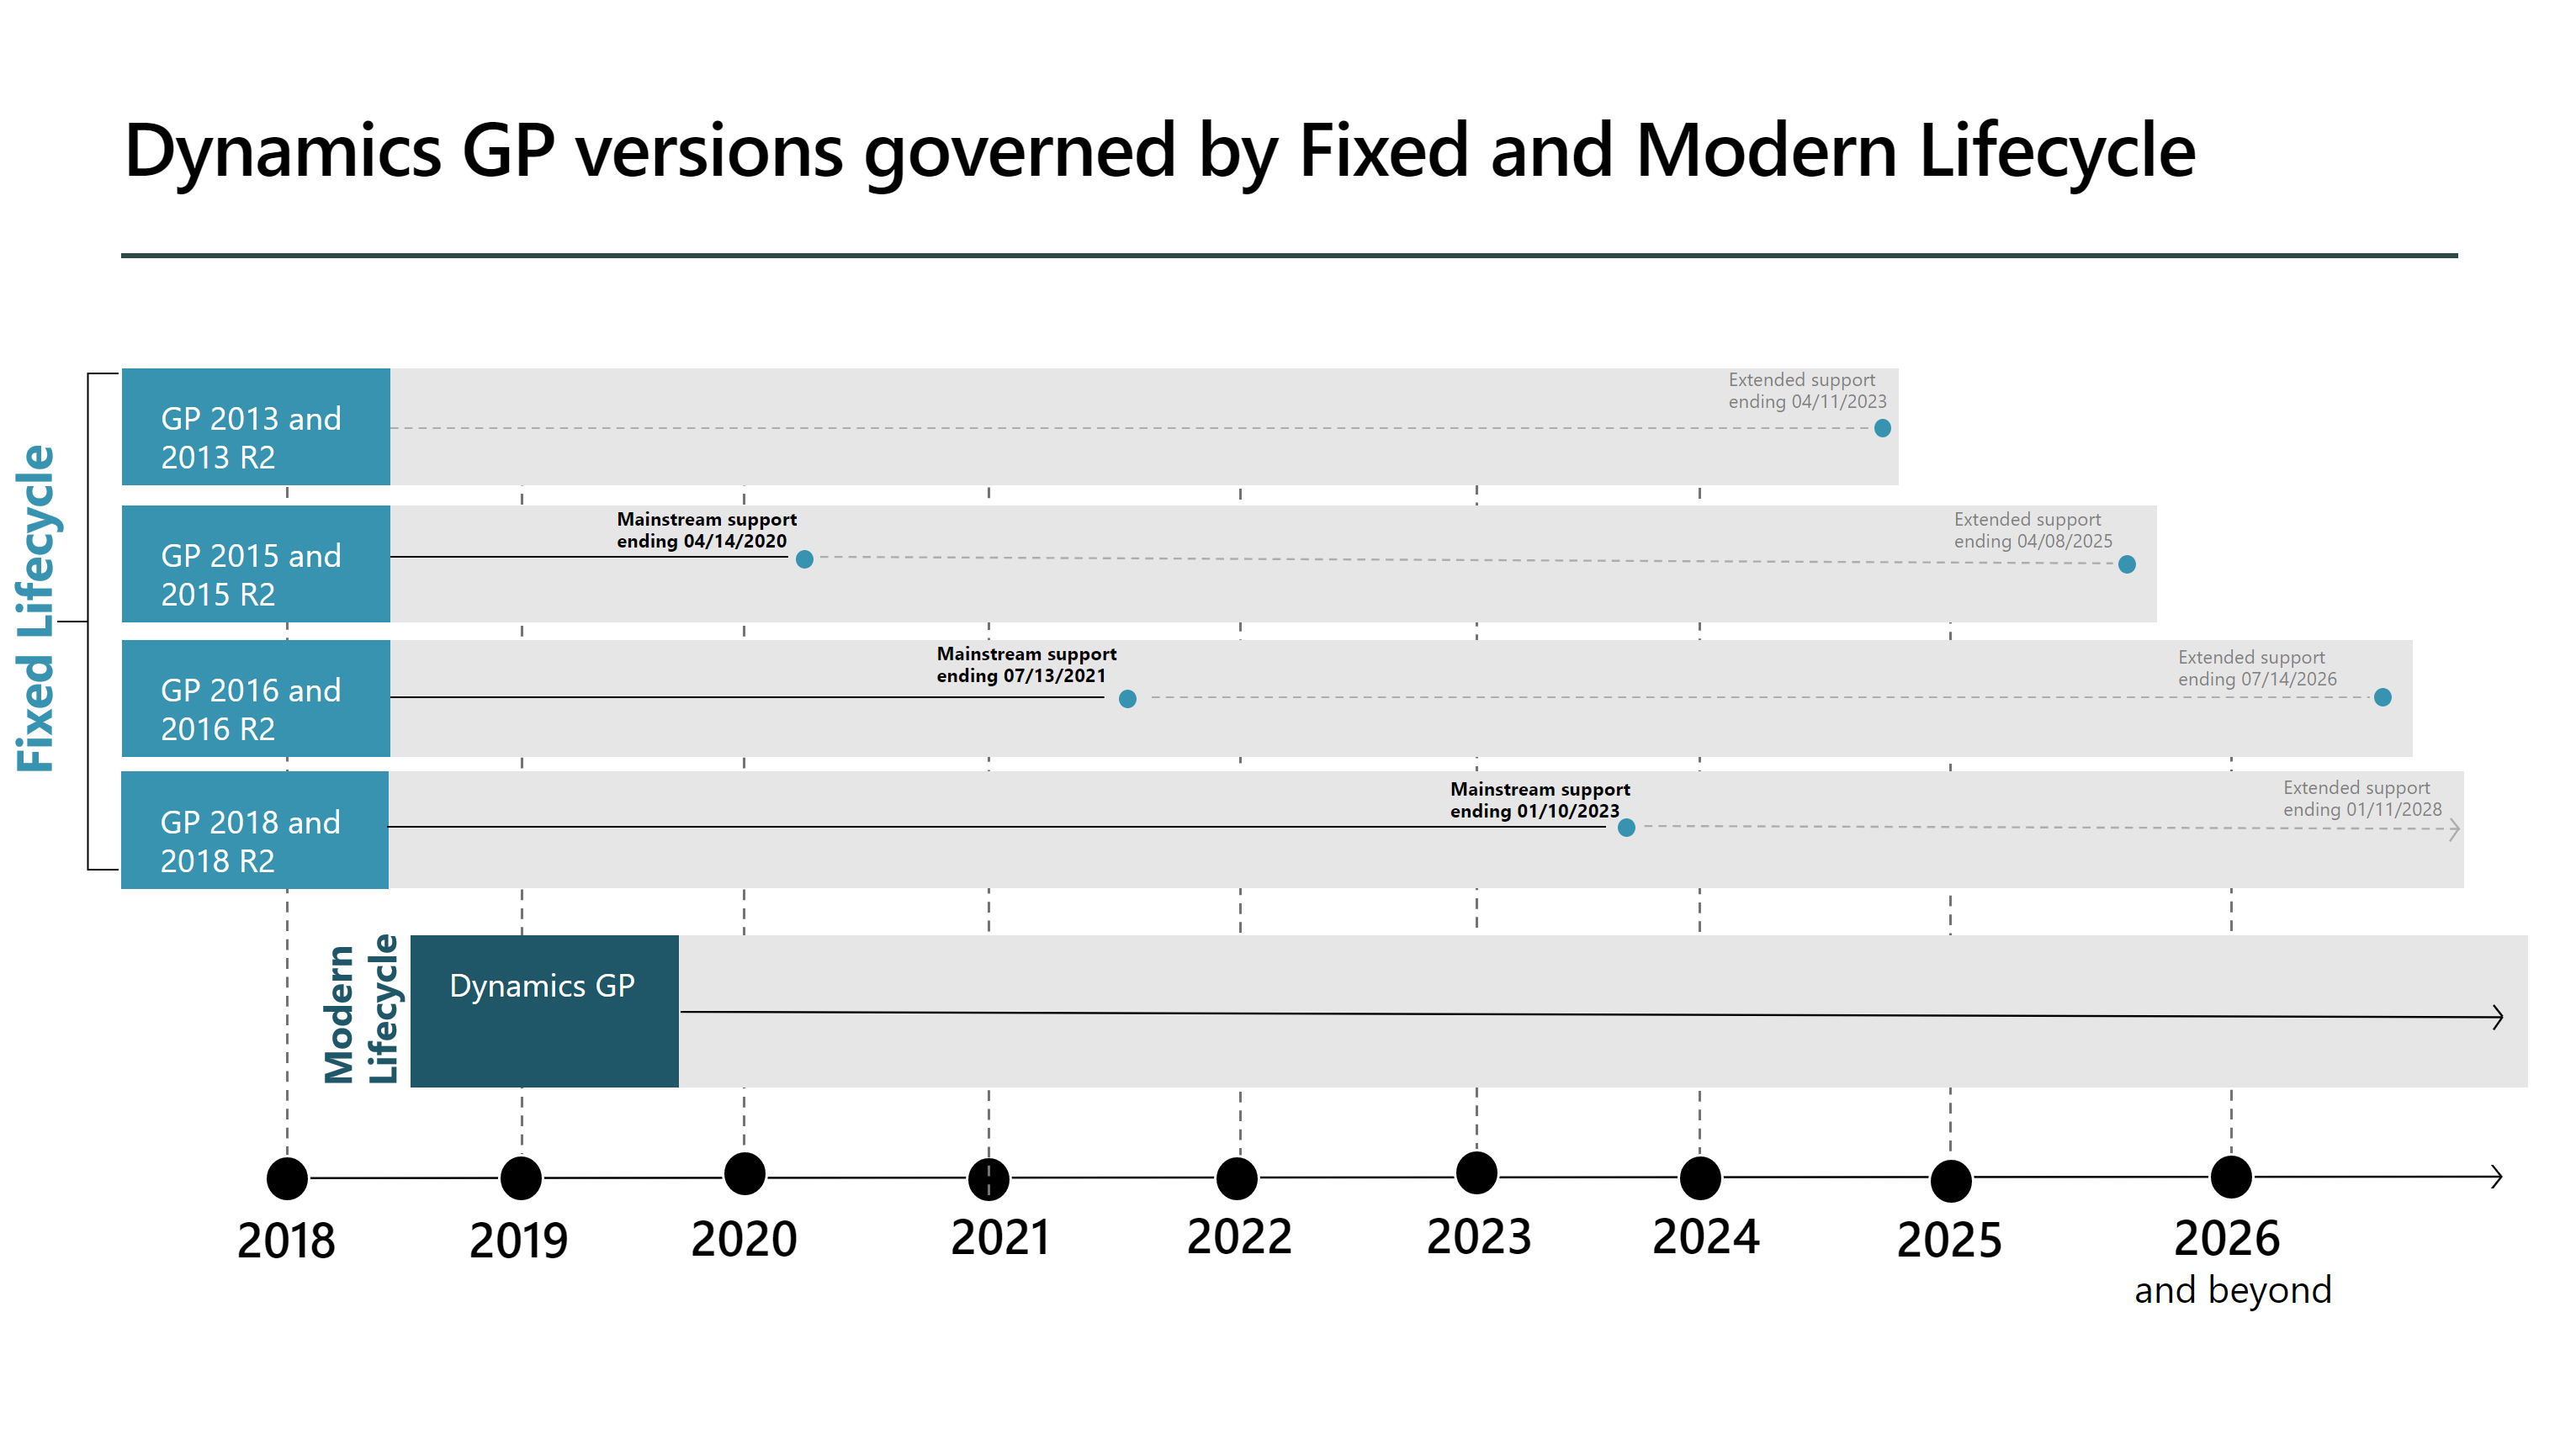 Dynamics GP versions governed by Fixed and Modern Lifecycle
Fixed Lifecycle
GP 2013 and
2013 R2
Extended support
ending 04/11/2023
GP 2015 and
2015 R2
Mainstream support
ending 04/14/2020
Extended support
ending 04/08/2025
GP 2016 and
2016 R2
Mainstream support
ending 07/13/2021
Extended support
ending 07/14/2026
GP 2018 and
2018 R2
Mainstream support
ending 01/10/2023
Extended support
ending 01/11/2028
Modern
Lifecycle
Dynamics GP
2018
2019
2020
2021
2022
2023
2024
2025
2026
and beyond